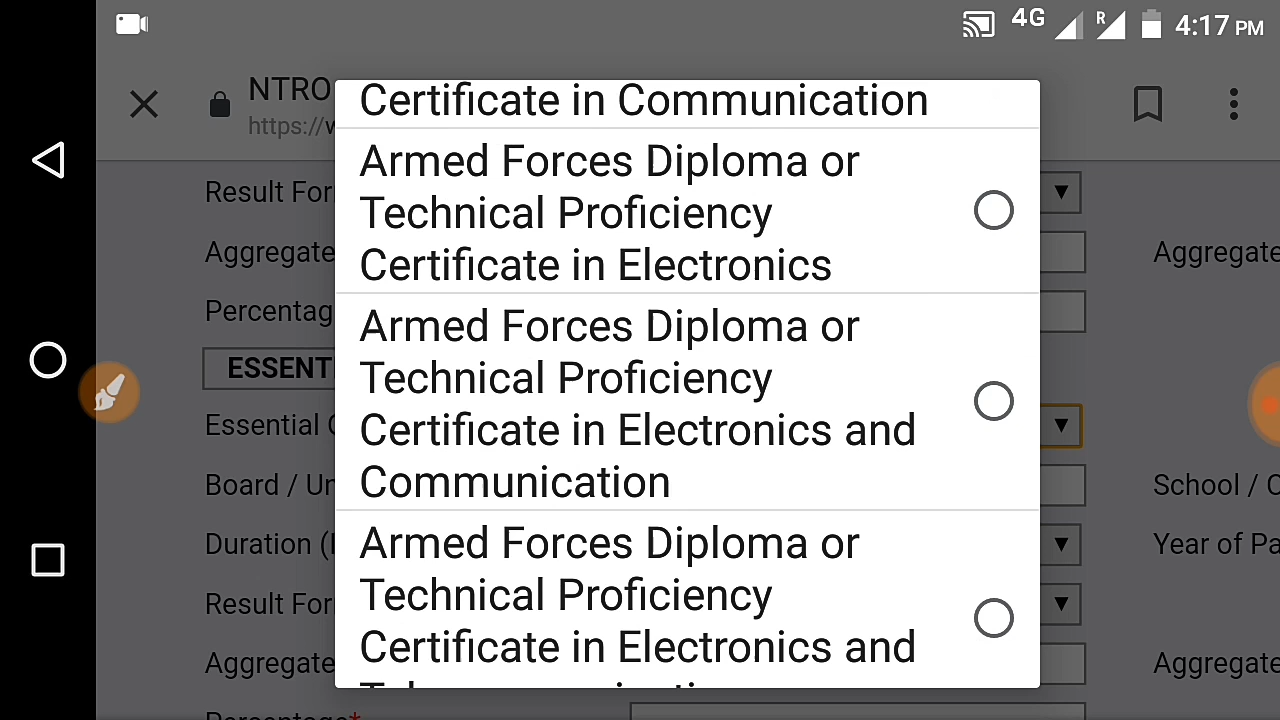 4G R 4:17 PM
NTRO
https://
Certificate in Communication
Armed Forces Diploma or
Technical Proficiency
Certificate in Electronics
Armed Forces Diploma or
Technical Proficiency
Certificate in Electronics and
Communication
Armed Forces Diploma or
Technical Proficiency
Certificate in Electronics and
Result For
Aggregate Aggregate
Percentag
ESSENT
Essential
Board / Un School /
Duration ( Year of Pa
Result For
Aggregate Aggregate
Percentage*